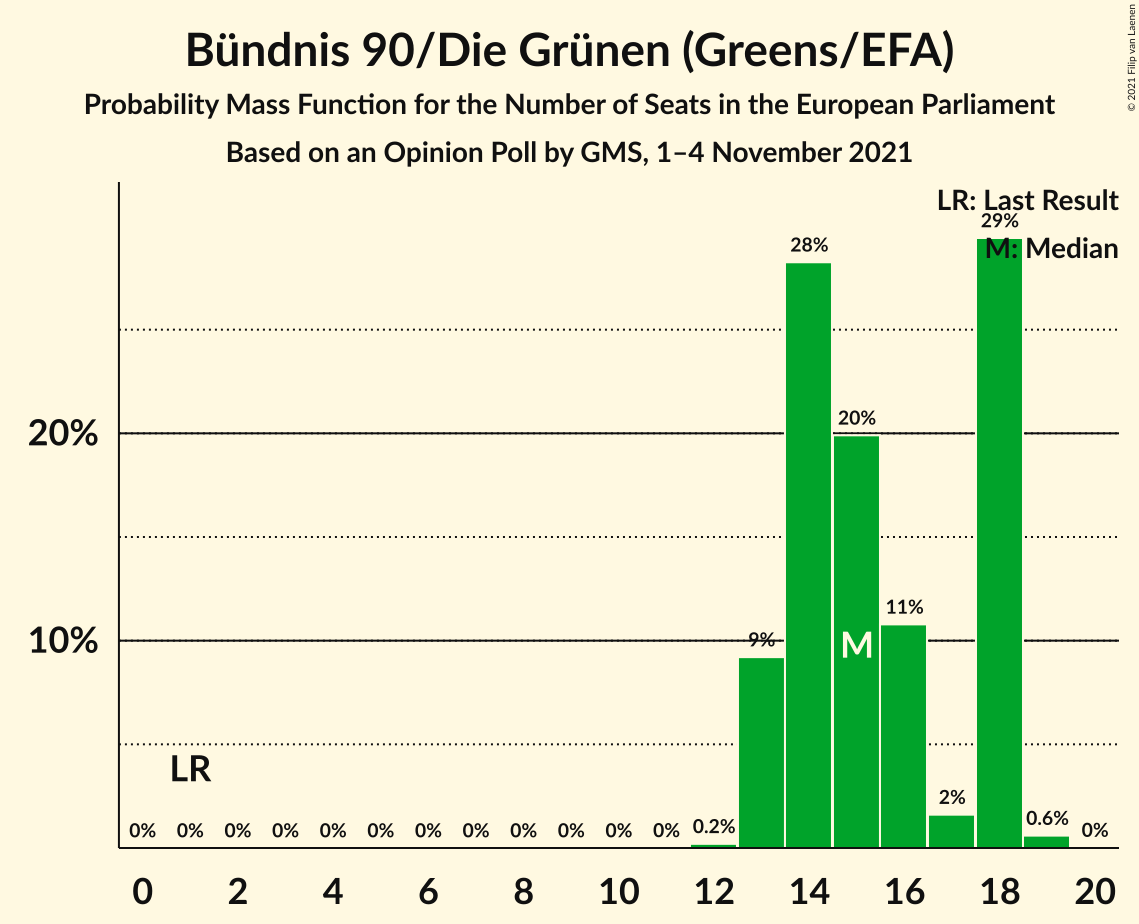 Bündnis 90/Die Grünen (Greens/EFA)
Probability Mass Function for the Number of Seats in the European Parliament
Based on an Opinion Poll by GMS, 1–4 November 2021
© 2021 Filip van Laenen
LR: Last Result
M: Median
29%
28%
20%
20%
11%
10%
9%
M
LR
2%
0% 0% 0% 0% 0% 0% 0% 0% 0% 0% 0% 0% 0.2% 0.6% 0%
0 2 4 6 8 10 12 14 16 18 20